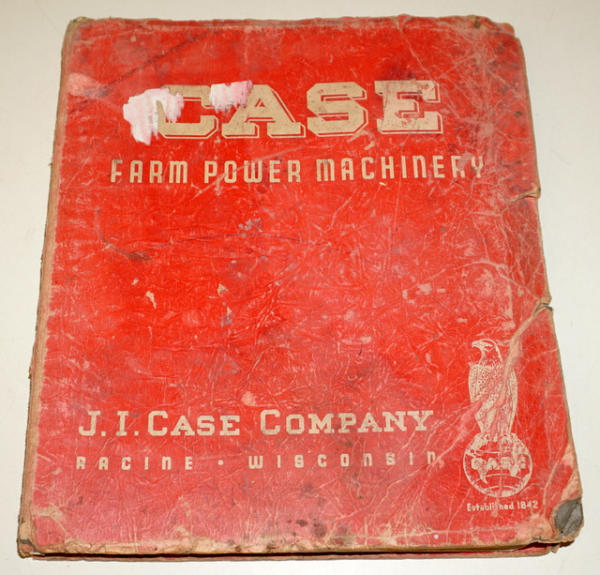 CASE
FARM POWER MACHINERY
J. I. CASE COMPANY
RACINE • WISCONSIN
CASE
Established 1842